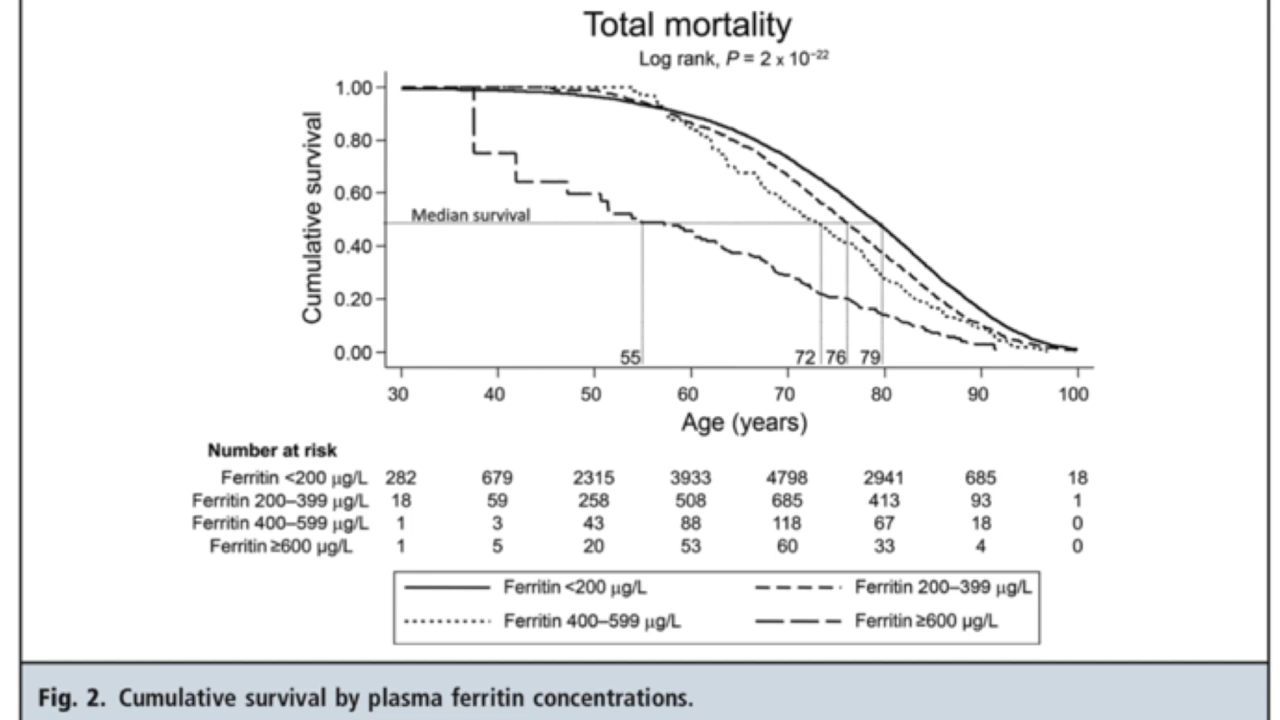 Total mortality
Log rank, P = 2 x 10⁻²²
Cumulative survival
1.00
0.80
0.60
0.40
0.20
0.00
Median survival
55 72 76 79
30 40 50 60 70 80 90 100
Age (years)
Number at risk
Ferritin <200 µg/L 282 679 2315 3933 4798 2941 685 18
Ferritin 200–399 µg/L 18 59 258 508 685 413 93 1
Ferritin 400–599 µg/L 1 3 43 88 118 67 18 0
Ferritin ≥600 µg/L 1 5 20 53 60 33 4 0
Ferritin <200 µg/L Ferritin 200–399 µg/L
Ferritin 400–599 µg/L Ferritin ≥600 µg/L
Fig. 2. Cumulative survival by plasma ferritin concentrations.